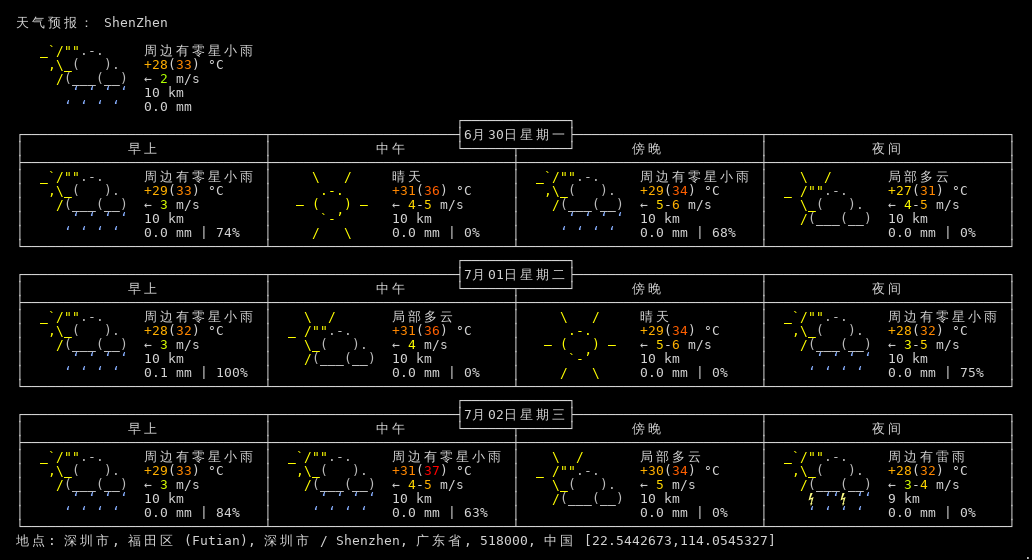 天气预报： ShenZhen
周边有零星小雨
+28(33) °C
← 2 m/s
10 km
0.0 mm
6月30日星期一
早上 中午 傍晚 夜间
周边有零星小雨 晴天 周边有零星小雨 局部多云
+29(33) °C +31(36) °C +29(34) °C +27(31) °C
← 3 m/s ← 4-5 m/s ← 5-6 m/s ← 4-5 m/s
10 km 10 km 10 km 10 km
0.0 mm | 74% 0.0 mm | 0% 0.0 mm | 68% 0.0 mm | 0%
7月01日星期二
早上 中午 傍晚 夜间
周边有零星小雨 局部多云 晴天 周边有零星小雨
+28(32) °C +31(36) °C +29(34) °C +28(32) °C
← 3 m/s ← 4 m/s ← 5-6 m/s ← 3-5 m/s
10 km 10 km 10 km 10 km
0.1 mm | 100% 0.0 mm | 0% 0.0 mm | 0% 0.0 mm | 75%
7月02日星期三
早上 中午 傍晚 夜间
周边有零星小雨 周边有零星小雨 局部多云 周边有雷雨
+29(33) °C +31(37) °C +30(34) °C +28(32) °C
← 3 m/s ← 4-5 m/s ← 5 m/s ← 3-4 m/s
10 km 10 km 10 km 9 km
0.0 mm | 84% 0.0 mm | 63% 0.0 mm | 0% 0.0 mm | 0%
地点: 深圳市, 福田区 (Futian), 深圳市 / Shenzhen, 广东省, 518000, 中国 [22.5442673,114.0545327]